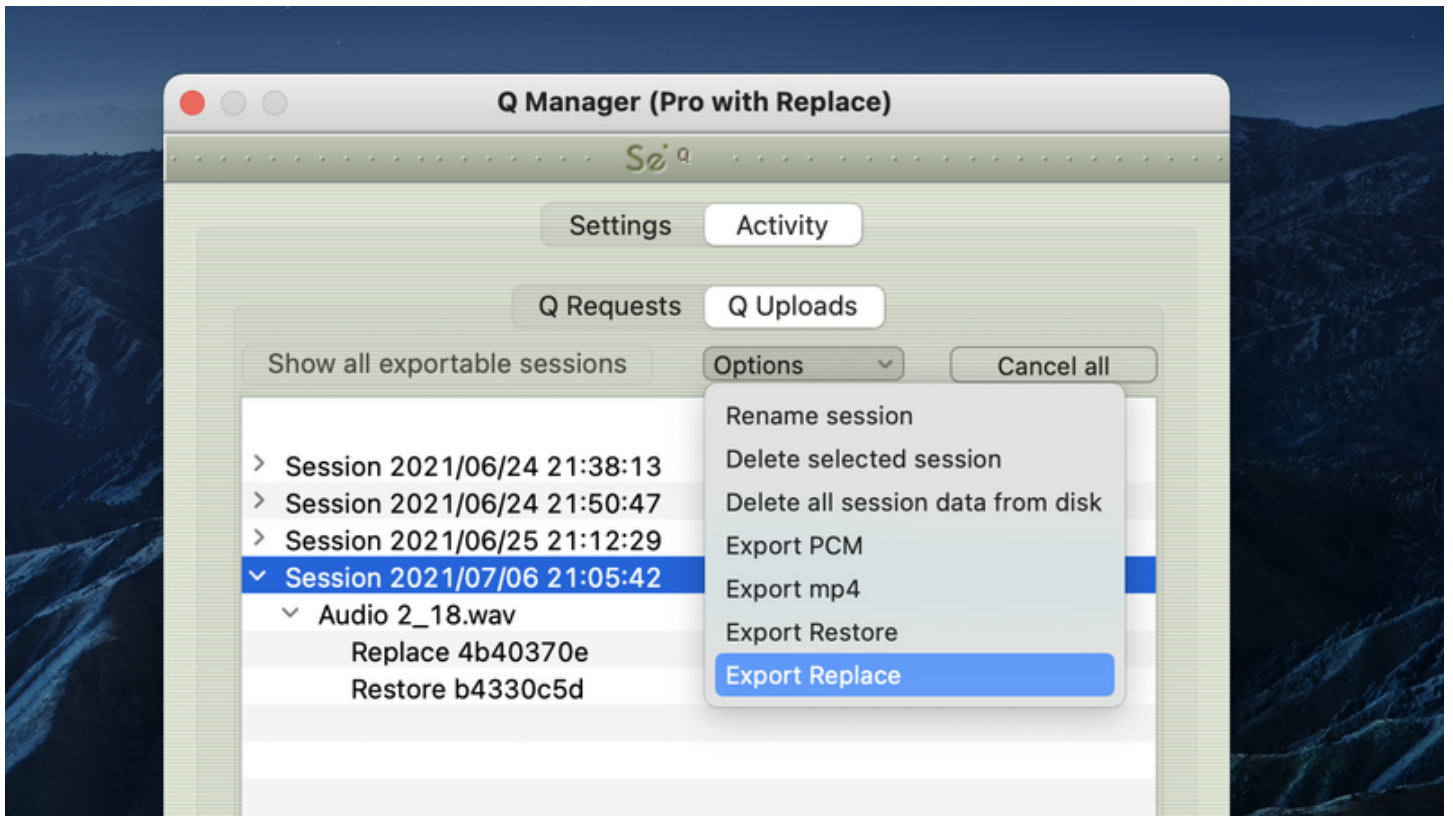 Q Manager (Pro with Replace)
Se Q
Settings Activity
Q Requests Q Uploads
Show all exportable sessions Options Cancel all
Rename session
Delete selected session
Delete all session data from disk
Export PCM
Export mp4
Export Restore
Export Replace
Session 2021/06/24 21:38:13
Session 2021/06/24 21:50:47
Session 2021/06/25 21:12:29
Session 2021/07/06 21:05:42
Audio 2_18.wav
Replace 4b40370e
Restore b4330c5d